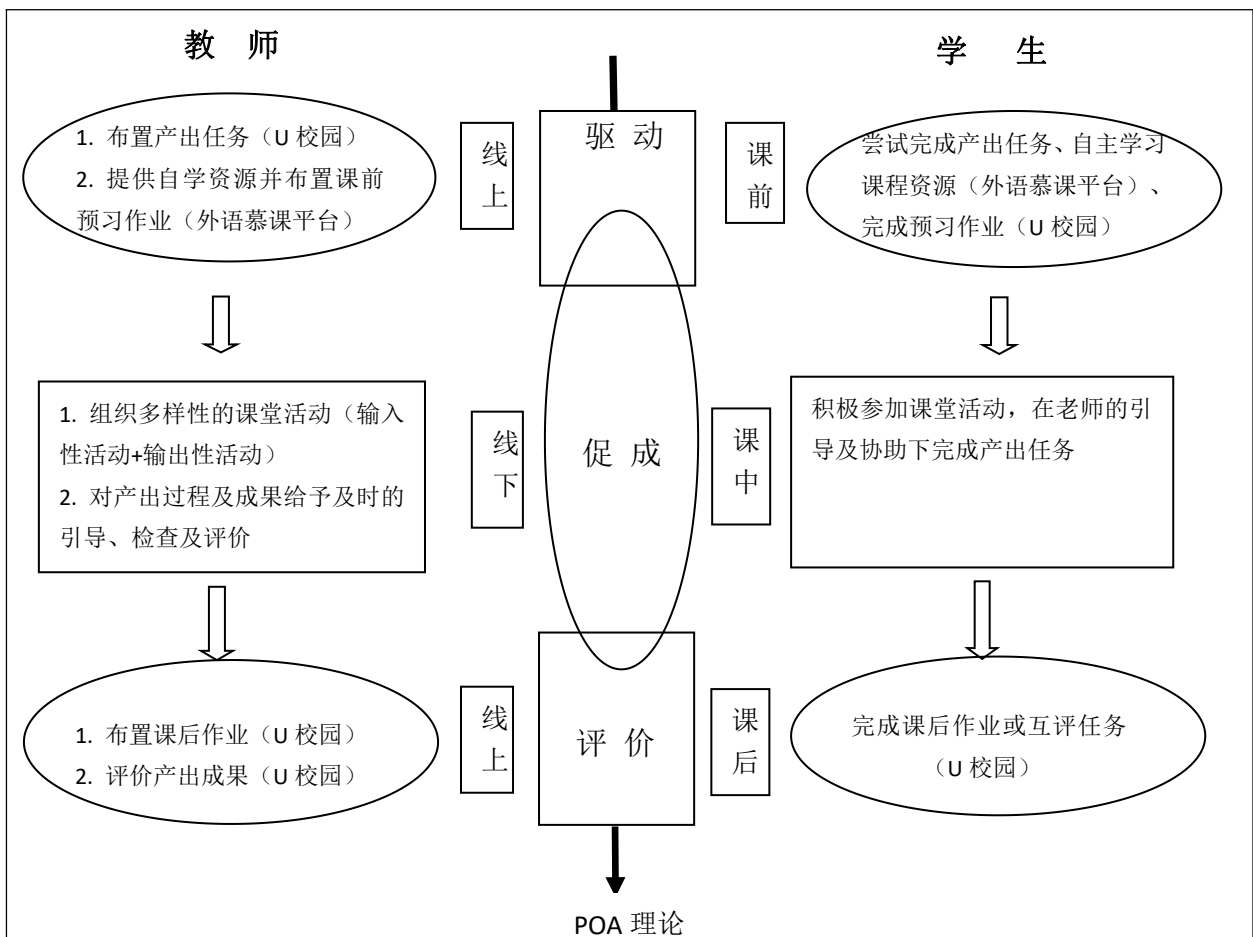 教 师
学 生
1. 布置产出任务（U 校园）
2. 提供自学资源并布置课前
预习作业（外语慕课平台）
线
上
驱 动
课
前
尝试完成产出任务、自主学习
课程资源（外语慕课平台）、
完成预习作业（U 校园）
1. 组织多样性的课堂活动（输入
性活动+输出性活动）
2. 对产出过程及成果给予及时的
引导、检查及评价
线
下
促 成
课
中
积极参加课堂活动，在老师的引
导及协助下完成产出任务
1. 布置课后作业（U 校园）
2. 评价产出成果（U 校园）
线
上
评 价
课
后
完成课后作业或互评任务
（U 校园）
POA 理论